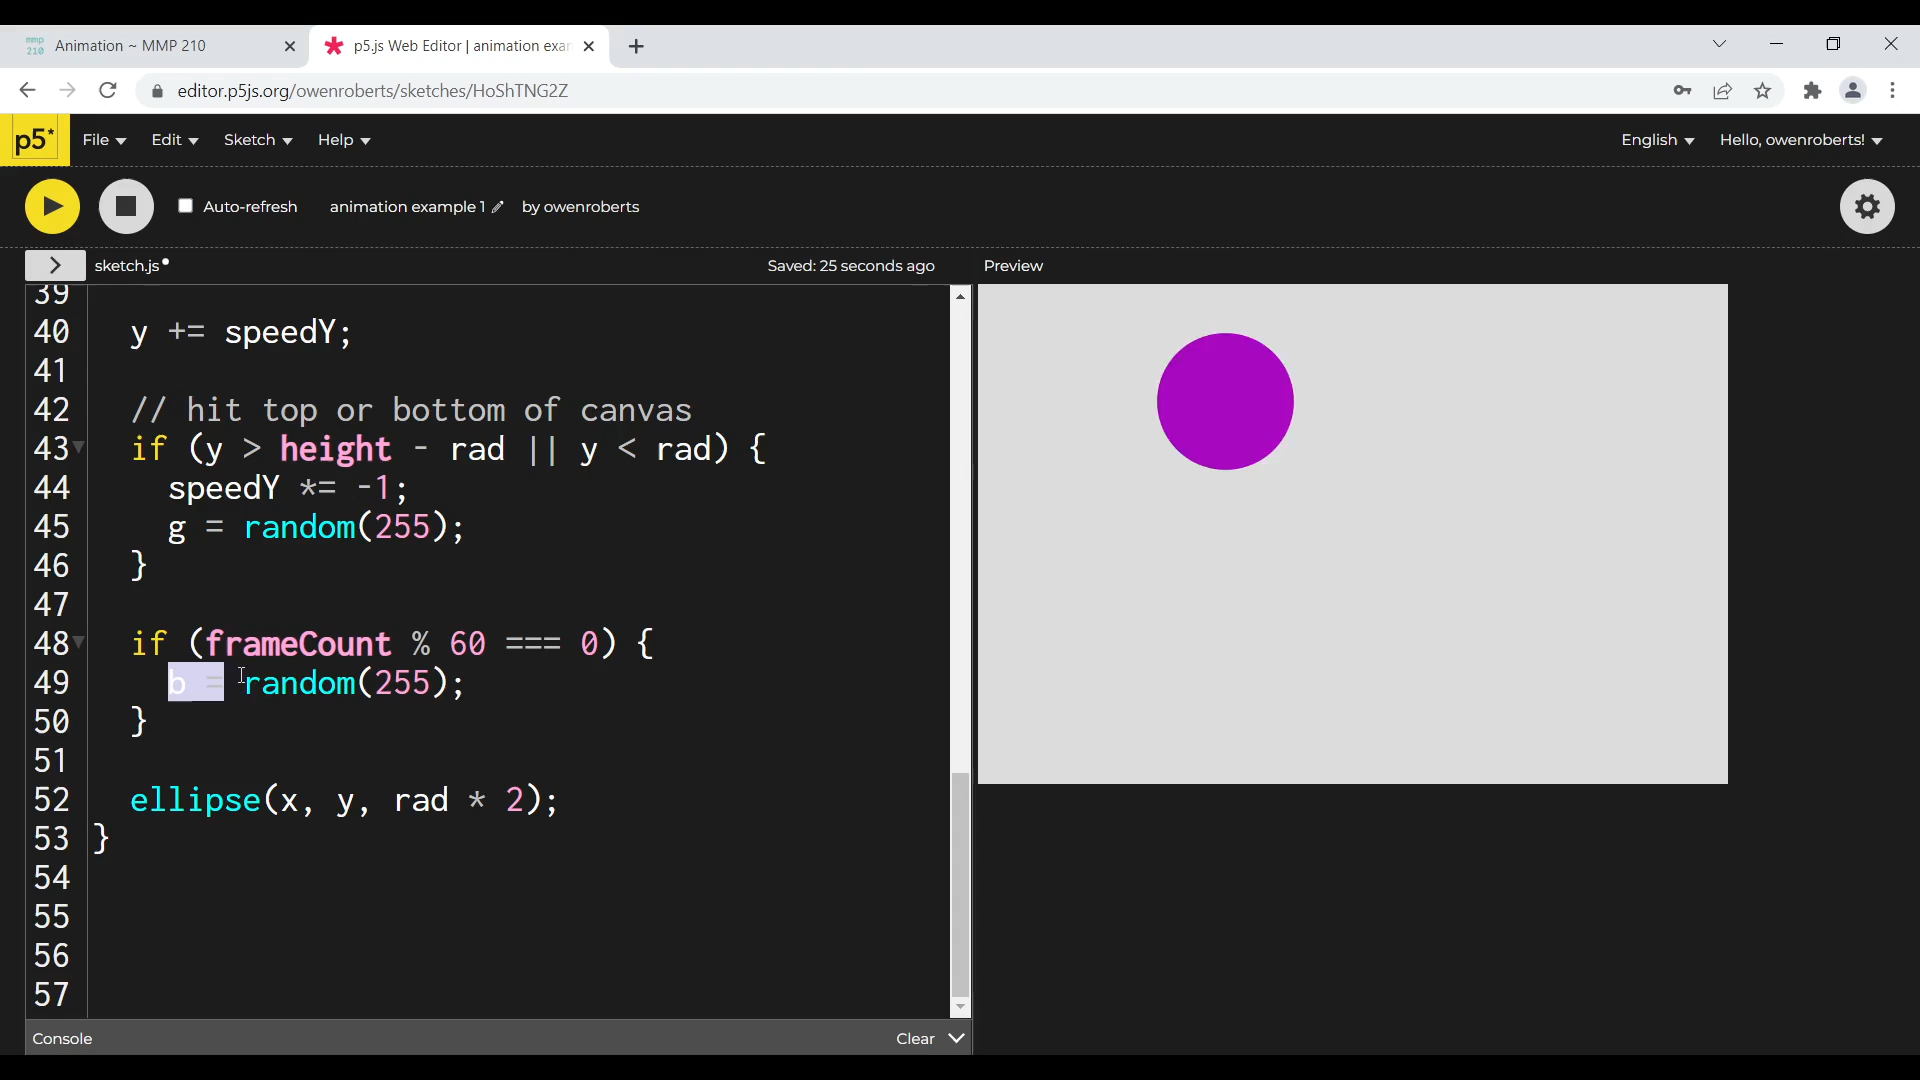 mmp 210 Animation ~ MMP 210
p5.js Web Editor | animation exar
editor.p5js.org/owenroberts/sketches/HoShTNG2Z
p5* File Edit Sketch Help English Hello, owenroberts!
Auto-refresh animation example 1 by owenroberts
> sketch.js Saved: 25 seconds ago Preview
39
40 y += speedY;
41
42 // hit top or bottom of canvas
43 if (y > height - rad || y < rad) {
44 speedY *= -1;
45 g = random(255);
46 }
47
48 if (frameCount % 60 === 0) {
49 b = random(255);
50 }
51
52 ellipse(x, y, rad * 2);
53 }
54
55
56
57
Console Clear